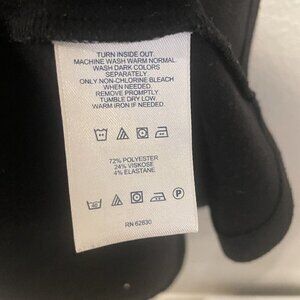 TURN INSIDE OUT.
MACHINE WASH WARM NORMAL
WASH DARK COLORS
SEPARATELY.
ONLY NON-CHLORINE BLEACH
WHEN NEEDED.
REMOVE PROMPTLY.
TUMBLE DRY LOW.
WARM IRON IF NEEDED.
72% POLYESTER
24% VISKOSE
4% ELASTANE
P
RN 62830